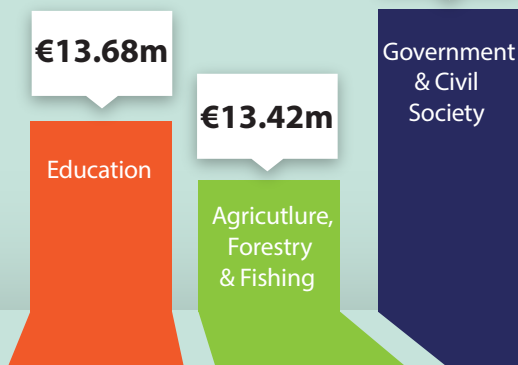 €13.68m
Education
€13.42m
Agricutlure,
Forestry
& Fishing
Government
& Civil
Society